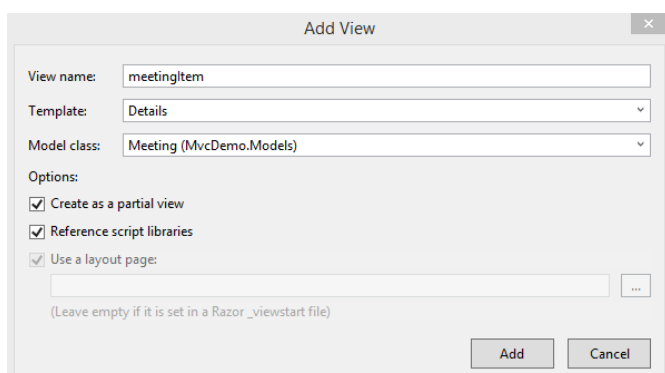 Add View
View name: meetingItem
Template: Details
Model class: Meeting (MvcDemo.Models)
Options:
Create as a partial view
Reference script libraries
Use a layout page:
...
(Leave empty if it is set in a Razor _viewstart file)
Add Cancel